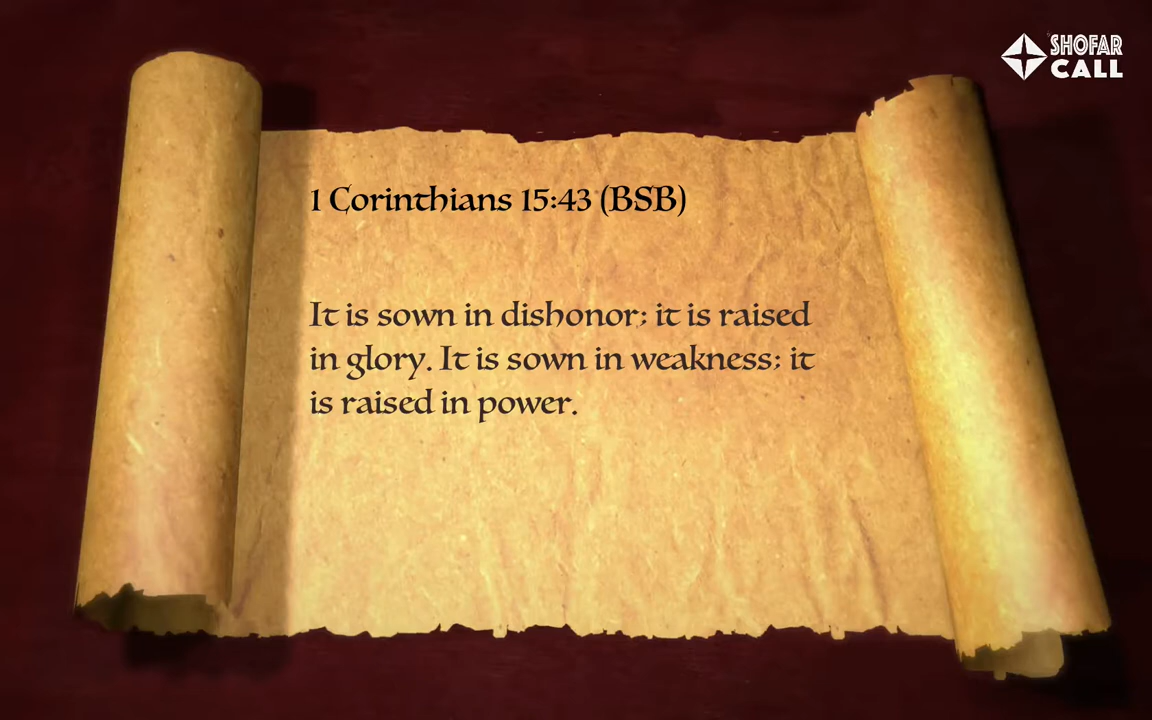 SHOFAR
CALL
1 Corinthians 15:43 (BSB)
It is sown in dishonor; it is raised
in glory. It is sown in weakness; it
is raised in power.